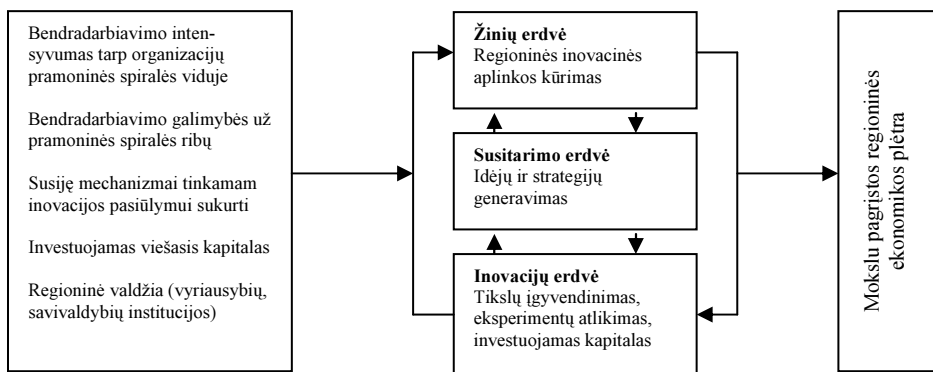 Bendradarbiavimo inten-
syvumas tarp organizacijų
pramoninės spiralės viduje
Bendradarbiavimo galimybės už
pramoninės spiralės ribų
Susiję mechanizmai tinkamam
inovacijos pasiūlymui sukurti
Investuojamas viešasis kapitalas
Regioninė valdžia (vyriausybių,
savivaldybių institucijos)
Žinių erdvė
Regioninės inovacinės
aplinkos kūrimas
Susitarimo erdvė
Idėjų ir strategijų
generavimas
Inovacijų erdvė
Tikslų įgyvendinimas,
eksperimentų atlikimas,
investuojamas kapitalas
Mokslu pagrįstos regioninės
ekonomikos plėtra